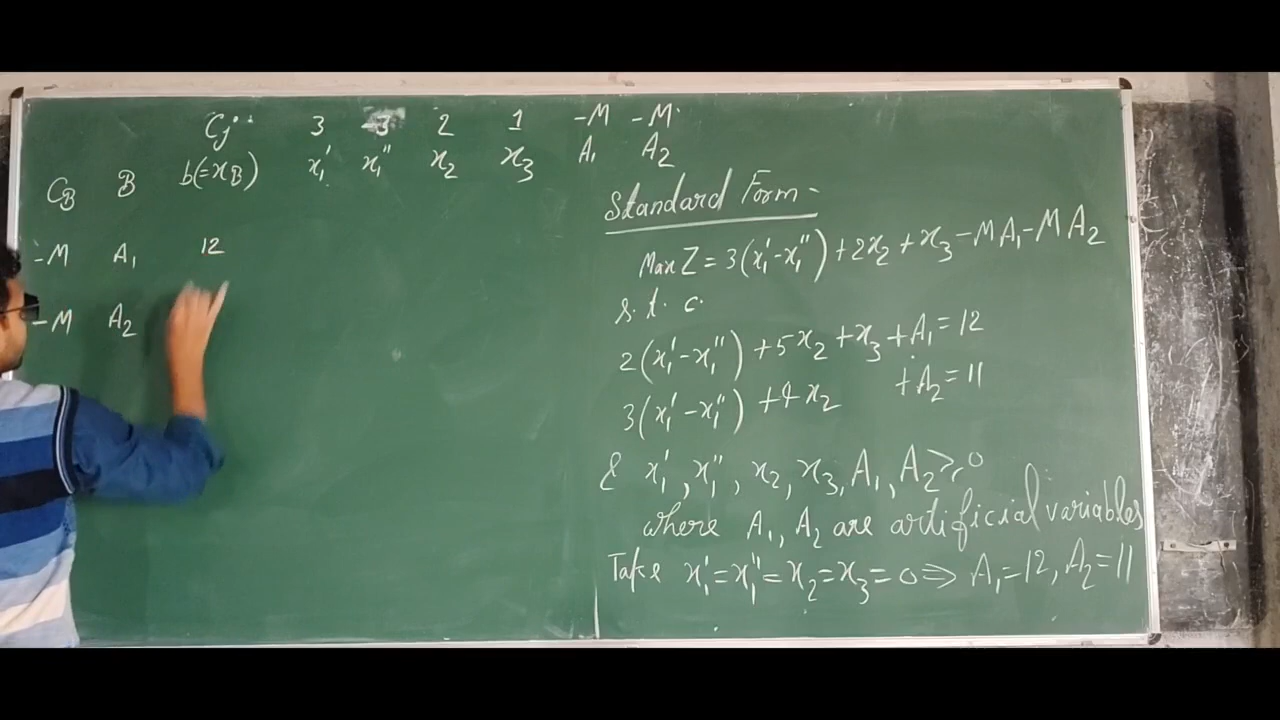 Cj 3 -3 2 1 -M -M
C_B B b(=x_B) x₁' x₁'' x₂ x₃ A₁ A₂
-M A₁ 12
-M A₂
Standard Form-
Max Z = 3(x₁'-x₁'')+2x₂+x₃-MA₁-MA₂
s.t.c.
2(x₁'-x₁'')+5x₂+x₃+A₁=12
3(x₁'-x₁'')+4x₂ +A₂=11
& x₁', x₁'', x₂, x₃, A₁, A₂≥0
where A₁, A₂ are artificial variables
Take x₁'=x₁''=x₂=x₃=0⇒ A₁=12, A₂=11